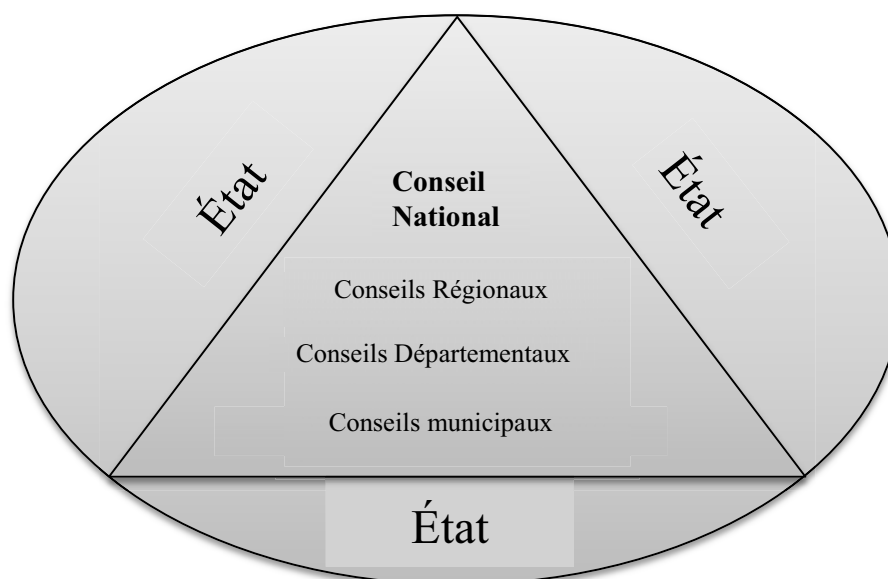 État
État
Conseil
National
Conseils Régionaux
Conseils Départementaux
Conseils municipaux
État